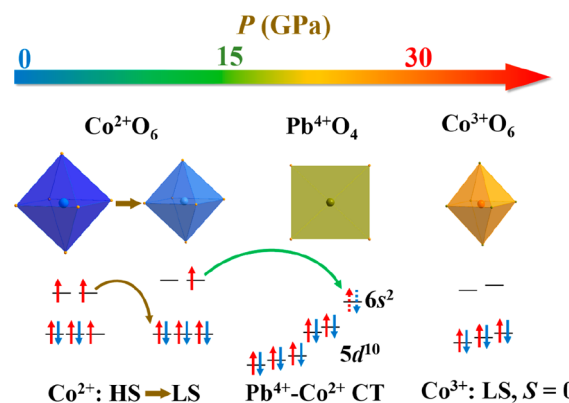 P (GPa)
0 15 30
Co²⁺O₆ Pb⁴⁺O₄ Co³⁺O₆
6s²
5d¹⁰
Co²⁺: HS LS Pb⁴⁺-Co²⁺ CT Co³⁺: LS, S = 0